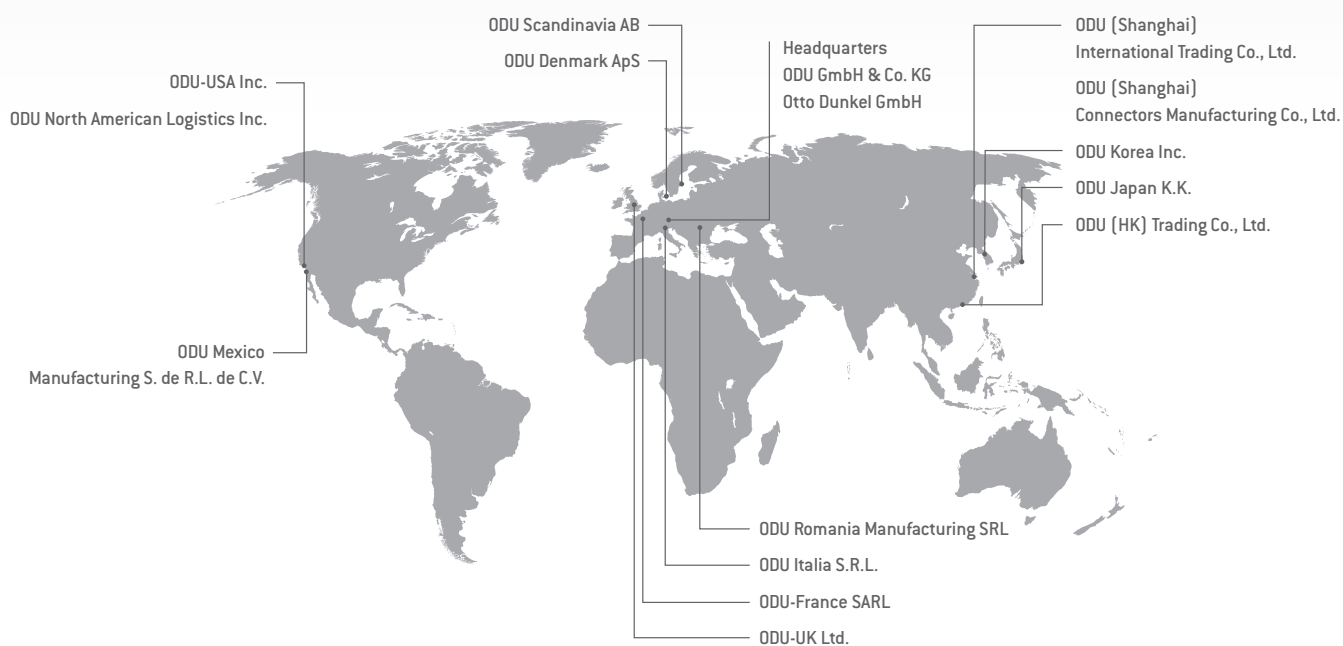 ODU Scandinavia AB
ODU Denmark ApS
Headquarters
ODU GmbH & Co. KG
Otto Dunkel GmbH
ODU (Shanghai)
International Trading Co., Ltd.
ODU (Shanghai)
Connectors Manufacturing Co., Ltd.
ODU Korea Inc.
ODU Japan K.K.
ODU (HK) Trading Co., Ltd.
ODU-USA Inc.
ODU North American Logistics Inc.
ODU Mexico
Manufacturing S. de R.L. de C.V.
ODU Romania Manufacturing SRL
ODU Italia S.R.L.
ODU-France SARL
ODU-UK Ltd.